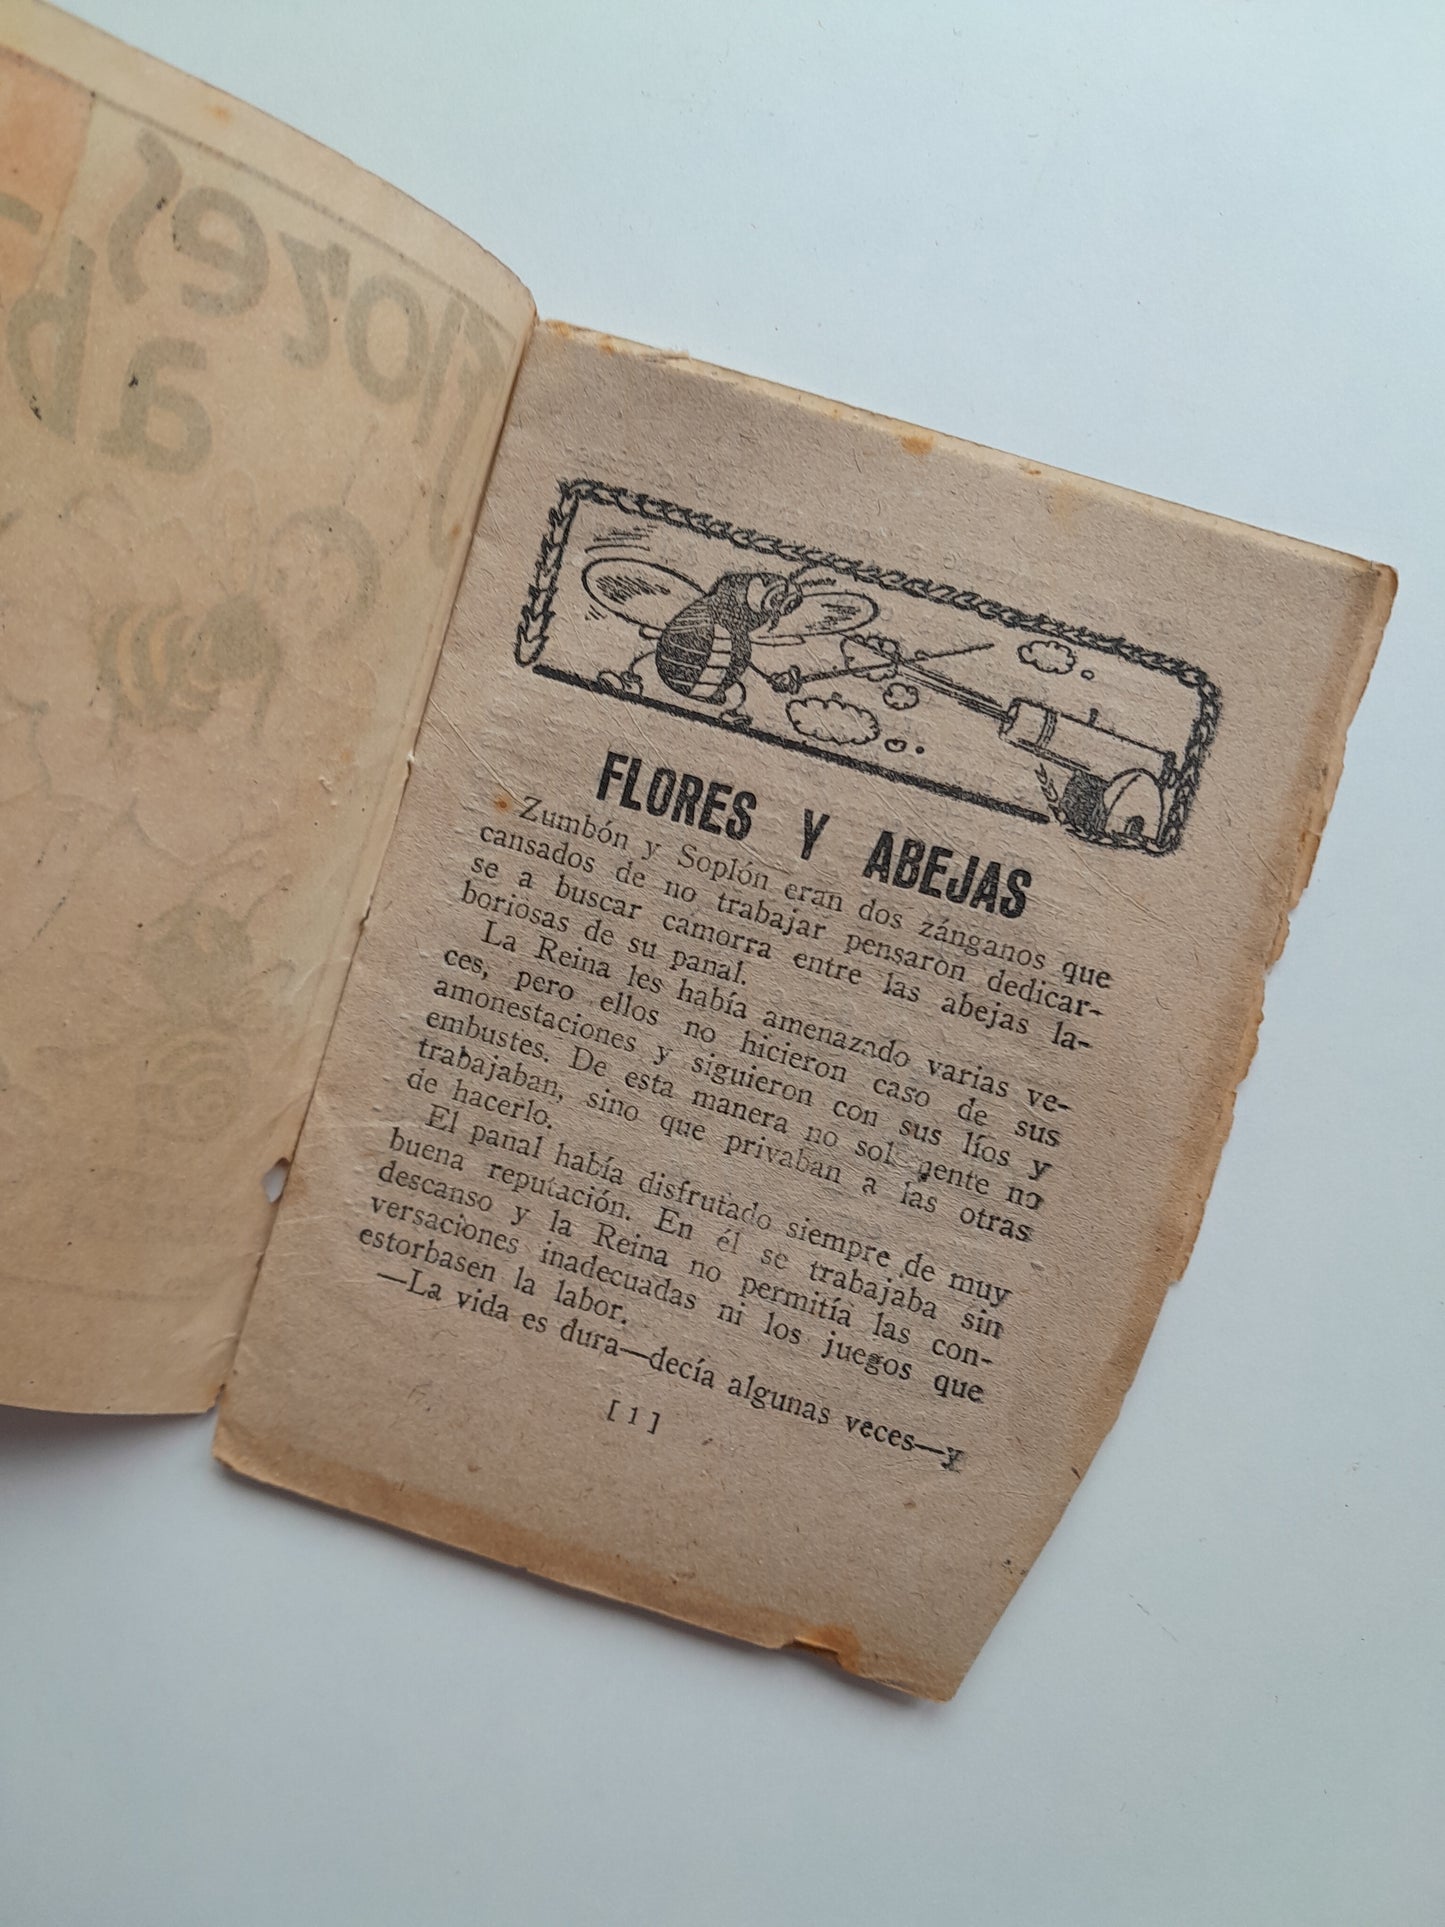 FLORES Y ABEJAS
Zumbón y Soplón eran dos zánganos que
cansados de no trabajar pensaron dedicar-
se a buscar camorra entre las abejas la-
boriosas de su panal.
La Reina les había amenazado varias ve-
ces, pero ellos no hicieron caso de sus
amonestaciones y siguieron con sus líos y
embustes. De esta manera no solamente no
trabajaban, sino que privaban a las otras
de hacerlo.
El panal había disfrutado siempre de muy
buena reputación. En él se trabajaba sin
descanso y la Reina no permitía las con-
versaciones inadecuadas ni los juegos que
estorbasen la labor.
—La vida es dura—decía algunas veces—y
[ 1 ]